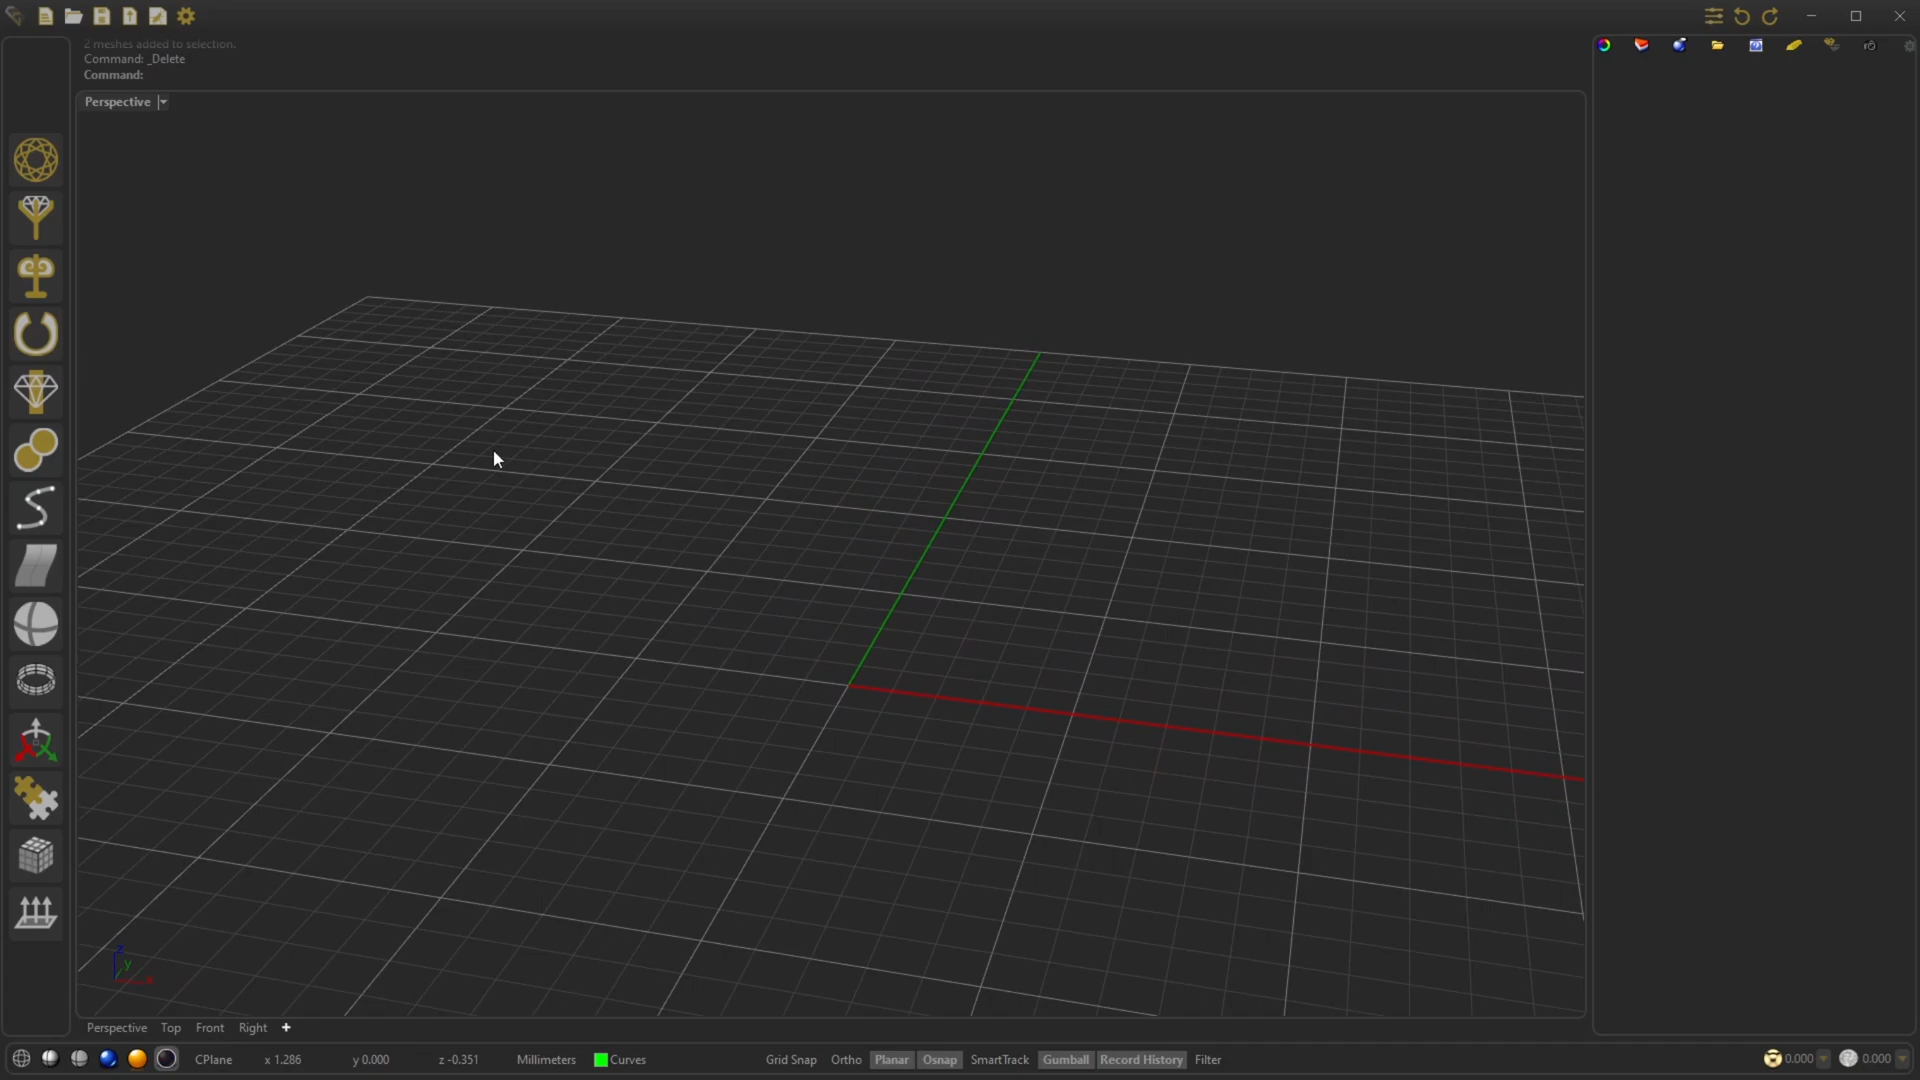 2 meshes added to selection.
Command: _Delete
Command:
Perspective
z
y
x
Perspective Top Front Right
CPlane x 1.286 y 0.000 z -0.351 Millimeters Curves Grid Snap Ortho Planar Osnap SmartTrack Gumball Record History Filter 0.000 0.000